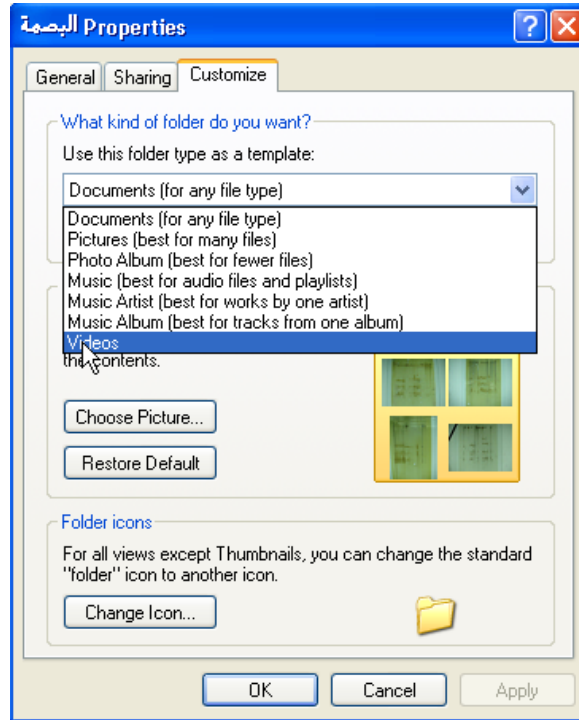 البصمة Properties
General Sharing Customize
What kind of folder do you want?
Use this folder type as a template:
Documents (for any file type)
Documents (for any file type)
Pictures (best for many files)
Photo Album (best for fewer files)
Music (best for audio files and playlists)
Music Artist (best for works by one artist)
Music Album (best for tracks from one album)
Videos
the contents.
Choose Picture...
Restore Default
Folder icons
For all views except Thumbnails, you can change the standard
"folder" icon to another icon.
Change Icon...
OK Cancel Apply